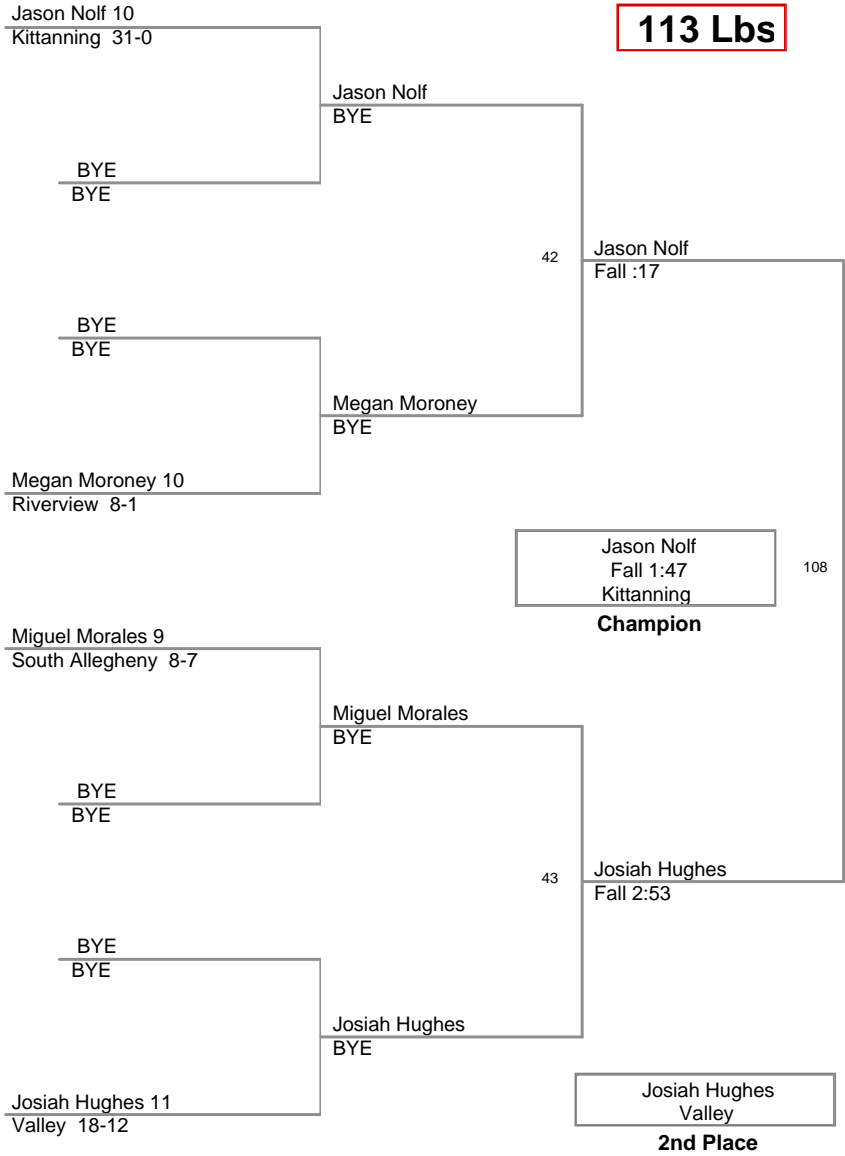 Jason Nolf 10
Kittanning 31-0
113 Lbs
Jason Nolf
BYE
BYE
BYE
42
Jason Nolf
Fall :17
BYE
BYE
Megan Moroney
BYE
Megan Moroney 10
Riverview 8-1
Jason Nolf
Fall 1:47
Kittanning
108
Champion
Miguel Morales 9
South Allegheny 8-7
Miguel Morales
BYE
BYE
BYE
43
Josiah Hughes
Fall 2:53
BYE
BYE
Josiah Hughes
BYE
Josiah Hughes 11
Valley 18-12
Josiah Hughes
Valley
2nd Place